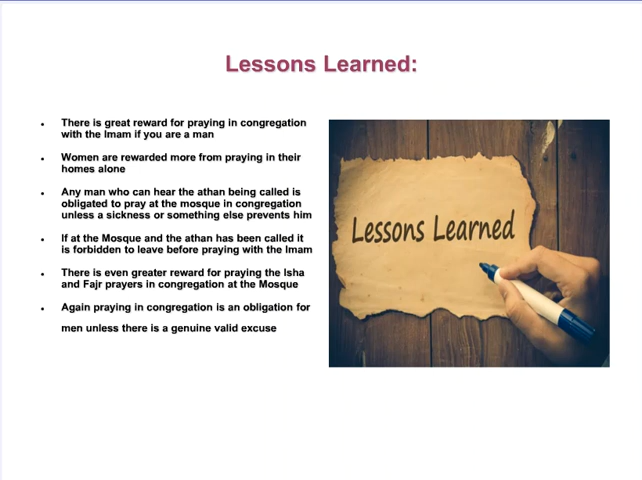 Lessons Learned:
• There is great reward for praying in congregation
with the Imam if you are a man
• Women are rewarded more from praying in their
homes alone
• Any man who can hear the athan being called is
obligated to pray at the mosque in congregation
unless a sickness or something else prevents him
• If at the Mosque and the athan has been called it
is forbidden to leave before praying with the Imam
• There is even greater reward for praying the Isha
and Fajr prayers in congregation at the Mosque
• Again praying in congregation is an obligation for
men unless there is a genuine valid excuse
Lessons Learned